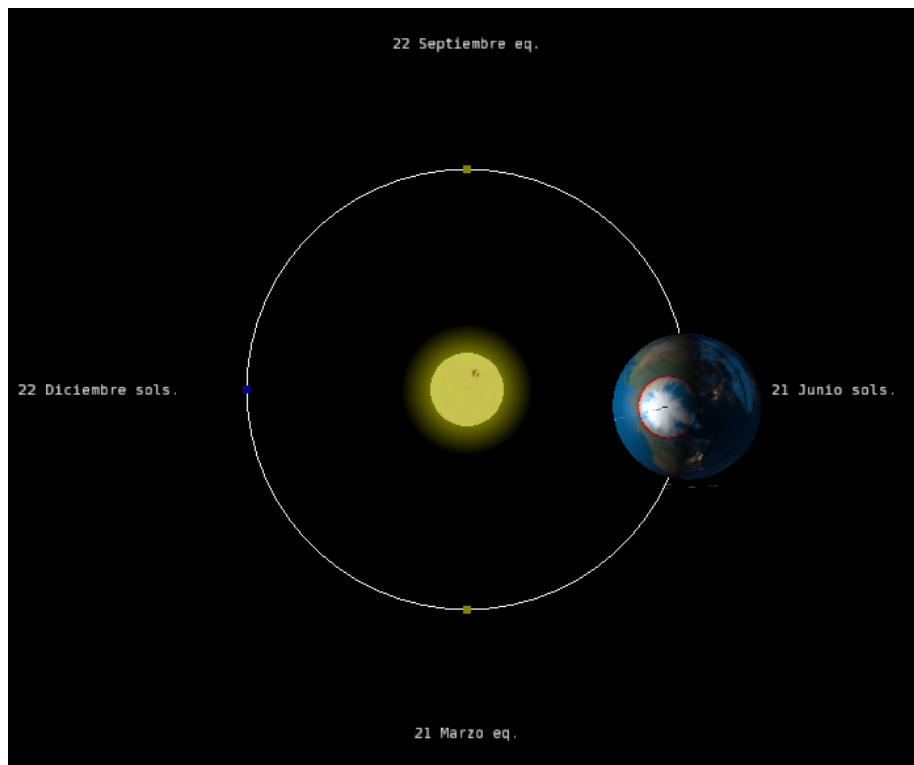 22 Septiembre eq.
22 Diciembre sols.
21 Junio sols.
21 Marzo eq.